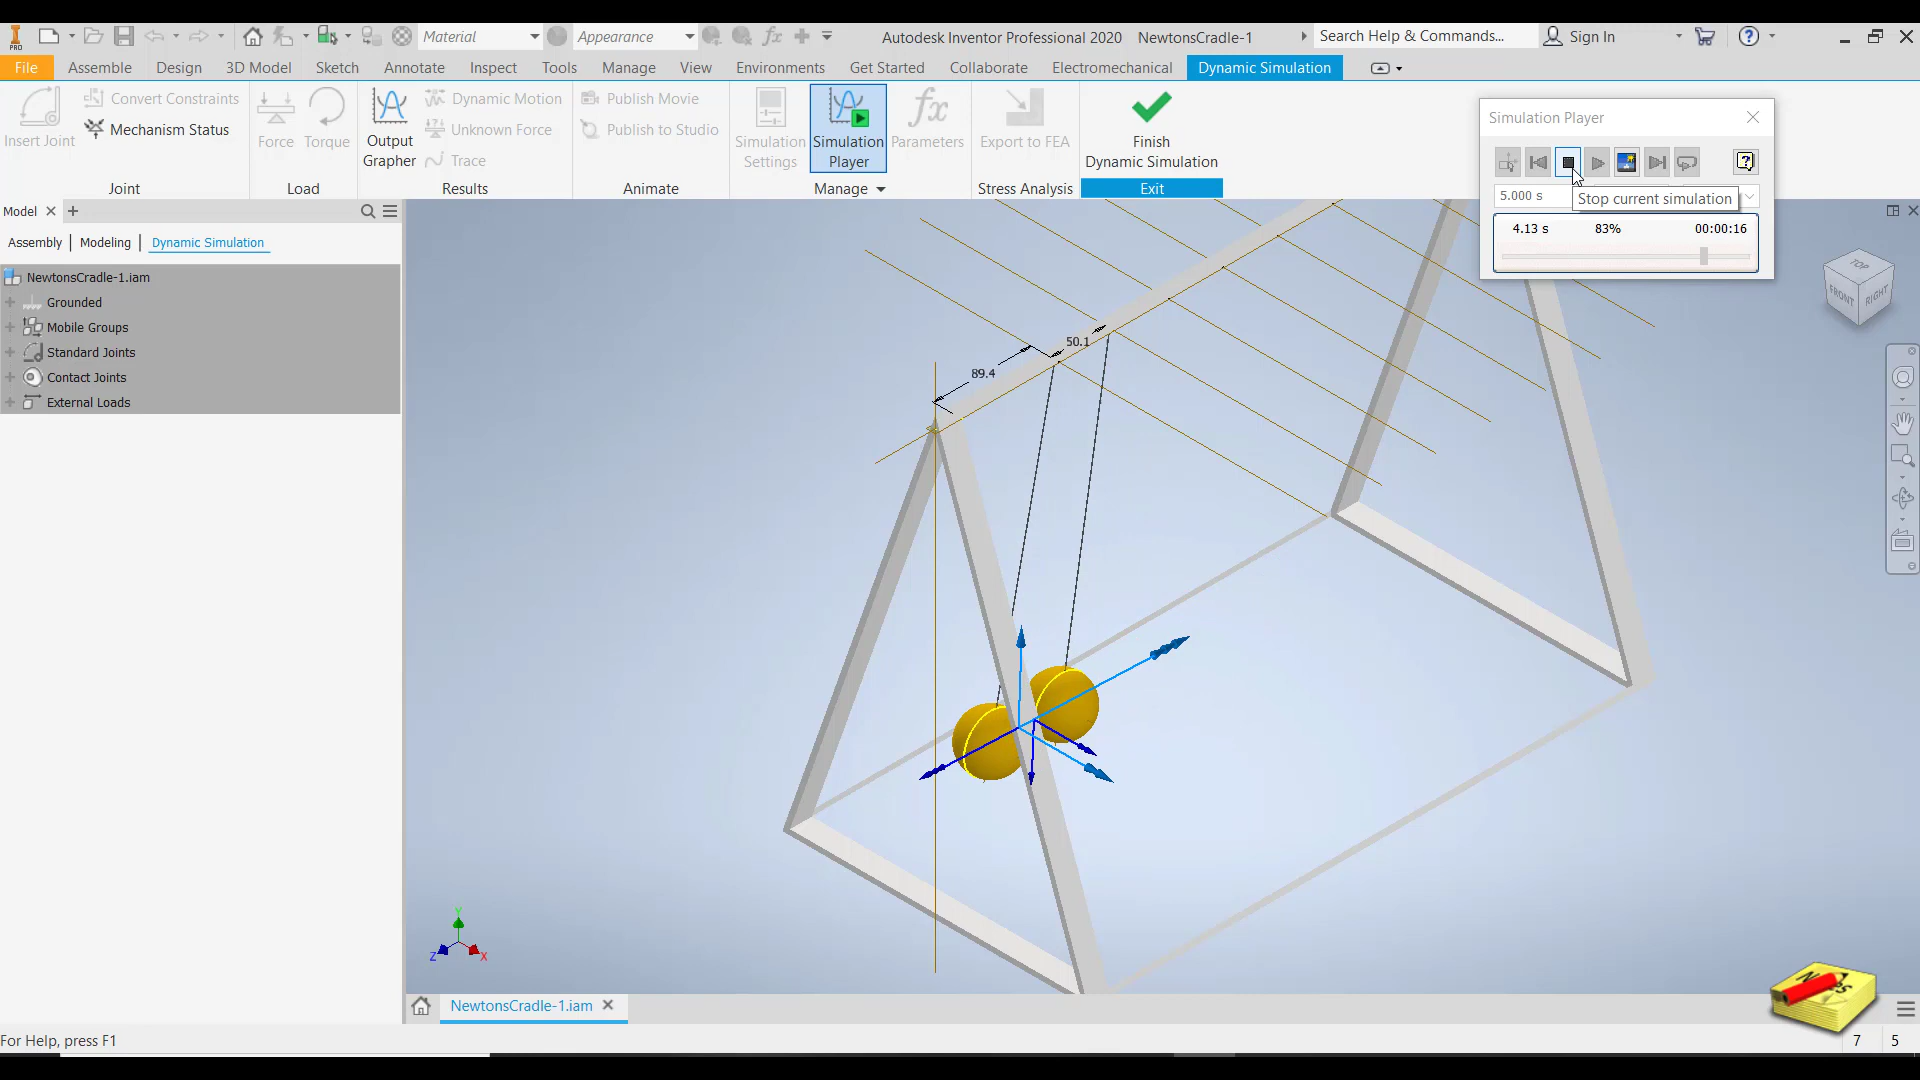 Material
Appearance
Autodesk Inventor Professional 2020 NewtonsCradle-1
Search Help & Commands...
Sign In
PRO
File Assemble Design 3D Model Sketch Annotate Inspect Tools Manage View Environments Get Started Collaborate Electromechanical Dynamic Simulation
Insert Joint
Convert Constraints
Mechanism Status
Joint
Force
Torque
Load
Output
Grapher
Dynamic Motion
Unknown Force
Trace
Results
Publish Movie
Publish to Studio
Animate
Simulation
Settings
Simulation
Player
Parameters
Manage
Export to FEA
Stress Analysis
Finish
Dynamic Simulation
Exit
Simulation Player
5.000 s
Stop current simulation
4.13 s 83% 00:00:16
Model
Assembly Modeling Dynamic Simulation
NewtonsCradle-1.iam
Grounded
Mobile Groups
Standard Joints
Contact Joints
External Loads
TOP
FRONT
RIGHT
50.1
89.4
Y
Z
X
NewtonsCradle-1.iam
For Help, press F1
7 5